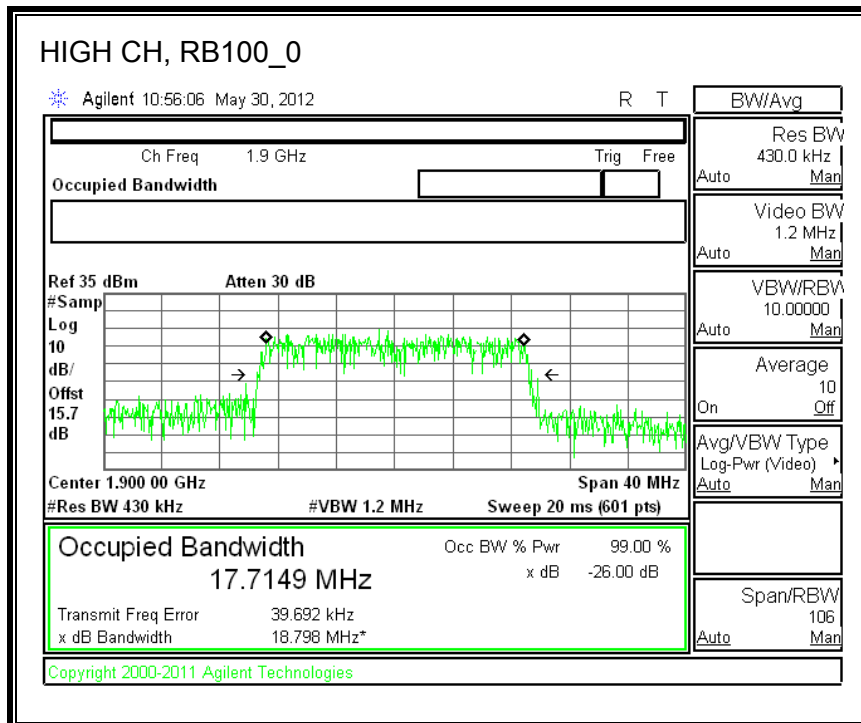 HIGH CH, RB100_0
Agilent 10:56:06 May 30, 2012 R T
Ch Freq 1.9 GHz Trig Free
Occupied Bandwidth
Ref 35 dBm Atten 30 dB
#Samp
Log
10
dB/
Offst
15.7
dB
Center 1.900 00 GHz Span 40 MHz
#Res BW 430 kHz #VBW 1.2 MHz Sweep 20 ms (601 pts)
Occupied Bandwidth Occ BW % Pwr 99.00 %
17.7149 MHz x dB -26.00 dB
Transmit Freq Error 39.692 kHz
x dB Bandwidth 18.798 MHz*
Copyright 2000-2011 Agilent Technologies
BW/Avg
Res BW
430.0 kHz
Auto Man
Video BW
1.2 MHz
Auto Man
VBW/RBW
10.00000
Auto Man
Average
10
On Off
Avg/VBW Type
Log-Pwr (Video)
Auto Man
Span/RBW
106
Auto Man